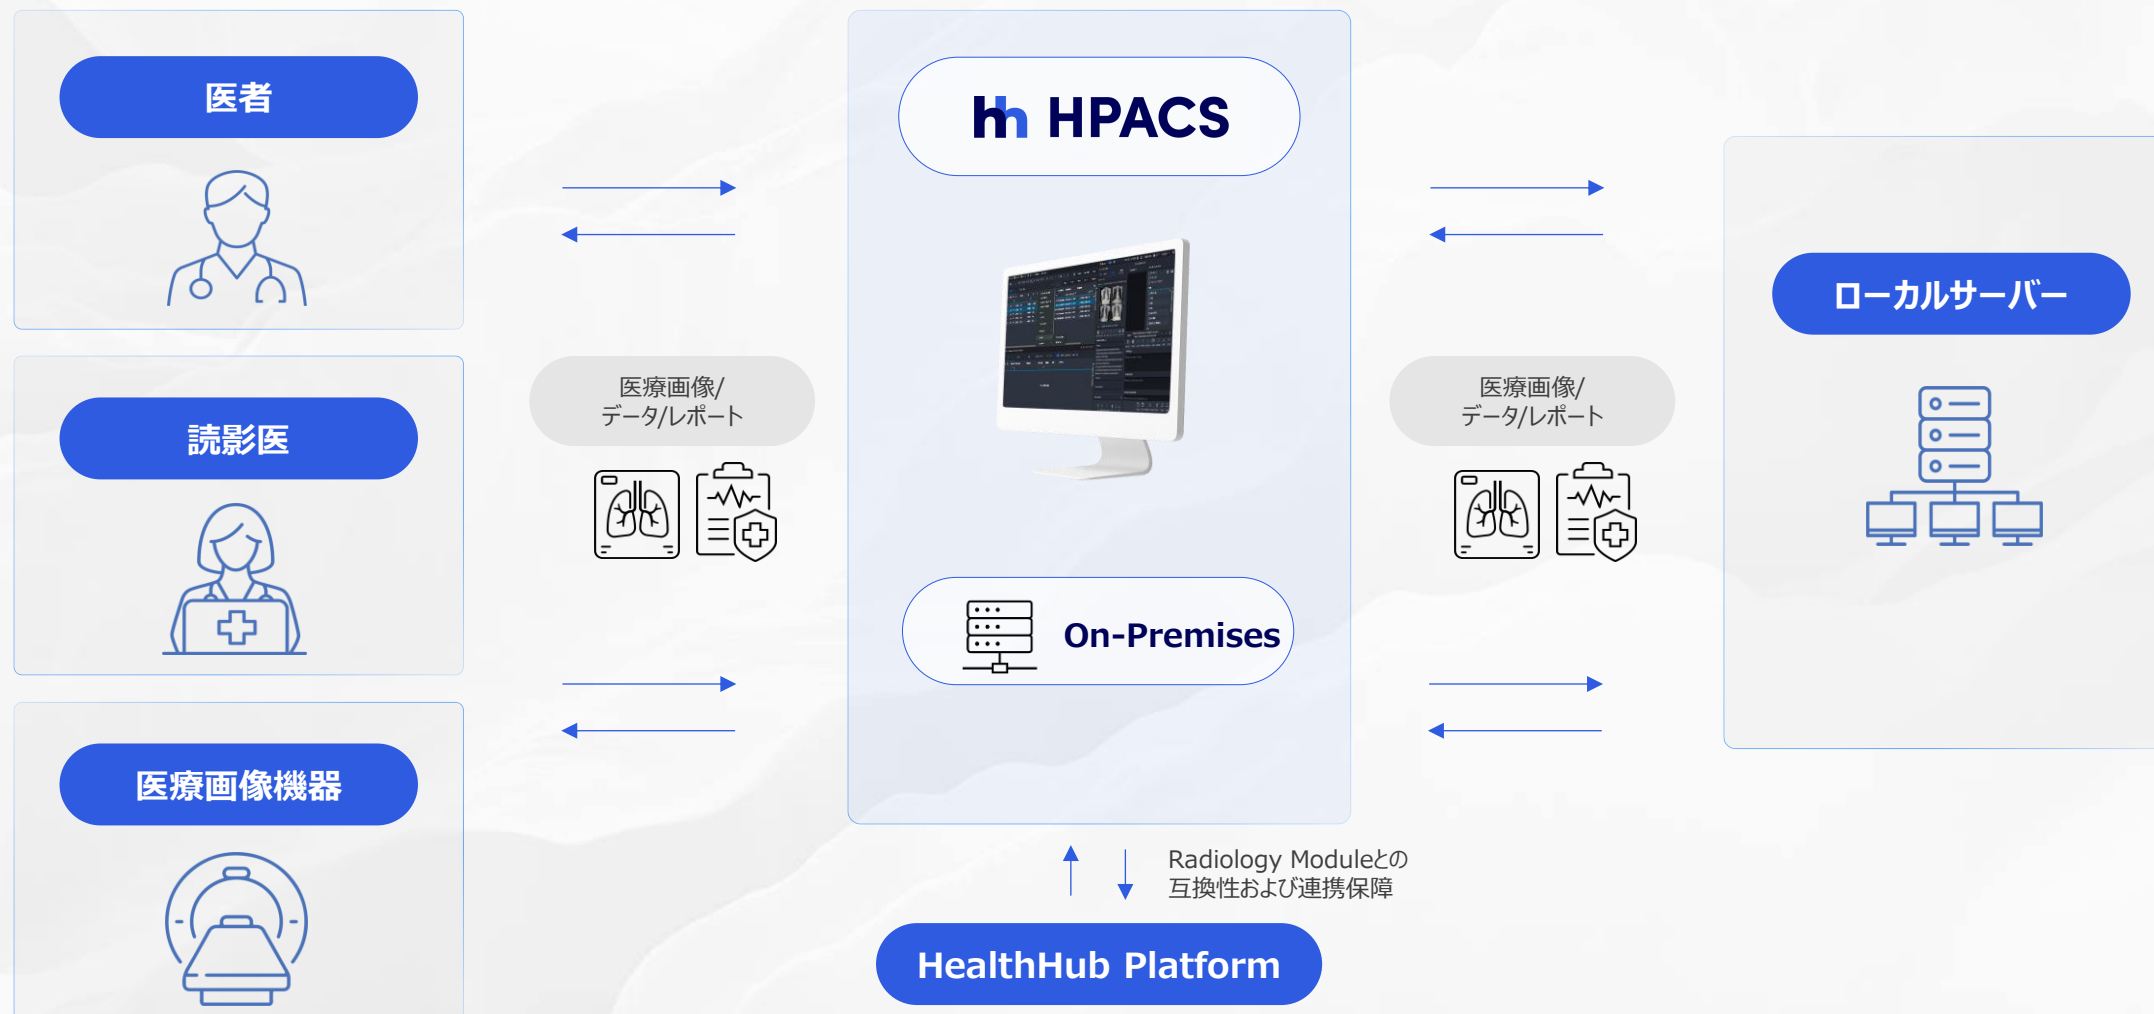 医者
読影医
医療画像機器
医療画像/
データ/レポート
hh HPACS
On-Premises
医療画像/
データ/レポート
ローカルサーバー
Radiology Moduleとの
互換性および連携保障
HealthHub Platform